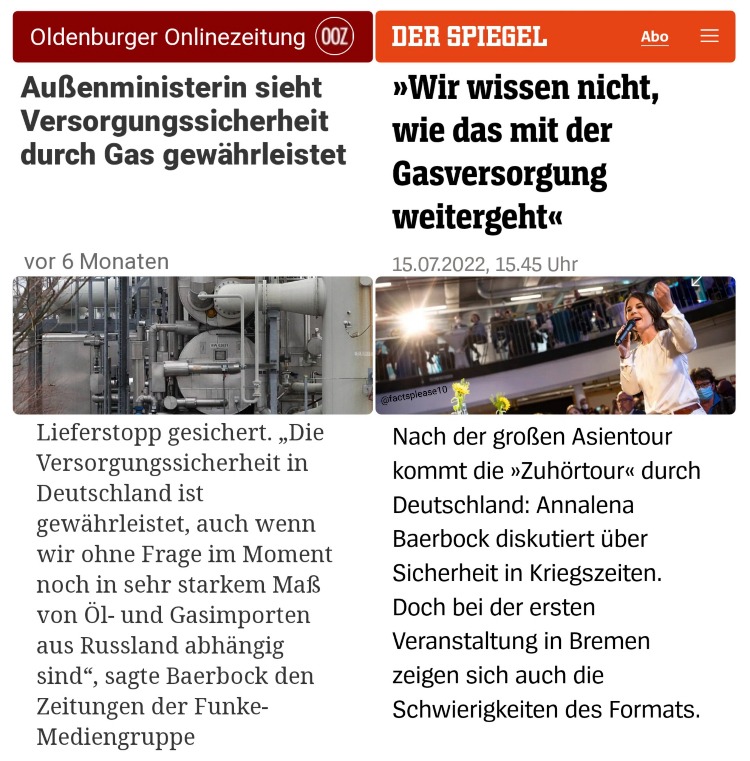 Oldenburger Onlinezeitung OOZ
Außenministerin sieht
Versorgungssicherheit
durch Gas gewährleistet
vor 6 Monaten
Lieferstopp gesichert. „Die
Versorgungssicherheit in
Deutschland ist
gewährleistet, auch wenn
wir ohne Frage im Moment
noch in sehr starkem Maß
von Öl- und Gasimporten
aus Russland abhängig
sind“, sagte Baerbock den
Zeitungen der Funke-
Mediengruppe
DER SPIEGEL Abo
»Wir wissen nicht,
wie das mit der
Gasversorgung
weitergeht«
15.07.2022, 15.45 Uhr
@factsplease10
Nach der großen Asientour
kommt die »Zuhörtour« durch
Deutschland: Annalena
Baerbock diskutiert über
Sicherheit in Kriegszeiten.
Doch bei der ersten
Veranstaltung in Bremen
zeigen sich auch die
Schwierigkeiten des Formats.